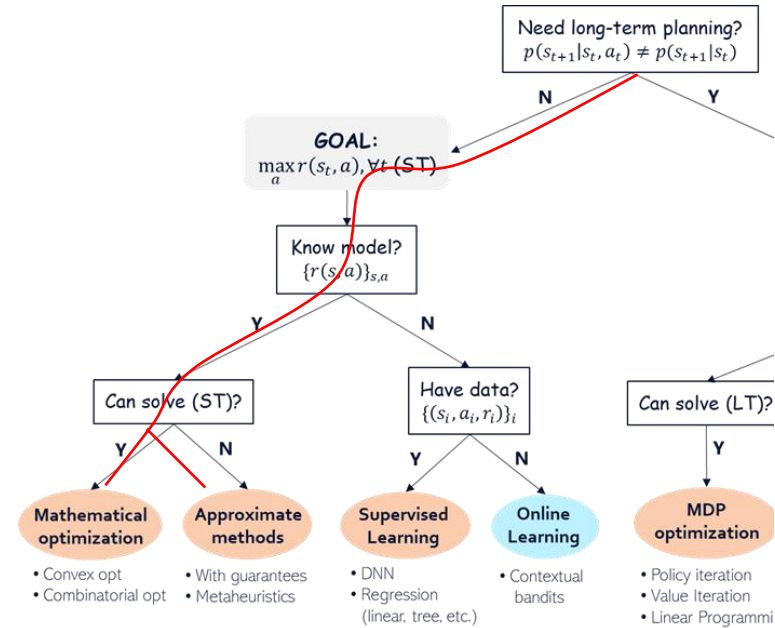 Need long-term planning?
p(s_{t+1}|s_t, a_t) ≠ p(s_{t+1}|s_t)
N
Y
GOAL:
max_a r(s_t, a), ∀t (ST)
Know model?
{r(s,a)}_{s,a}
Y
N
Can solve (ST)?
Have data?
{(s_i, a_i, r_i)}_i
Can solve (LT)?
Y
N
Y
N
Y
Mathematical
optimization
Approximate
methods
Supervised
Learning
Online
Learning
MDP
optimization
• Convex opt
• Combinatorial opt
• With guarantees
• Metaheuristics
• DNN
• Regression
(linear, tree, etc.)
• Contextual
bandits
• Policy iteration
• Value Iteration
• Linear Programmi